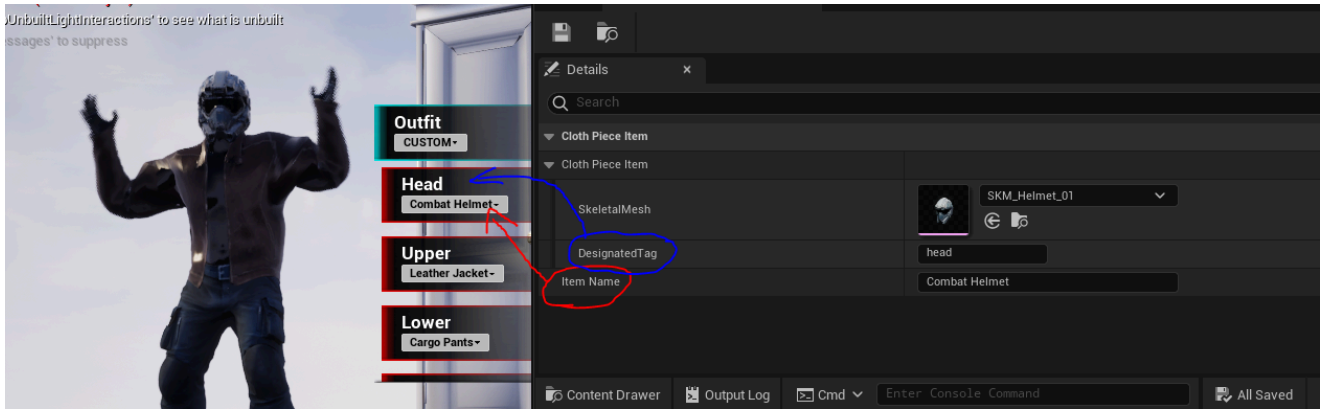 UnbuiltLightInteractions' to see what is unbuilt
essages' to suppress
Outfit
CUSTOM
Head
Combat Helmet
Upper
Leather Jacket
Lower
Cargo Pants
Details
Search
Cloth Piece Item
Cloth Piece Item
SkeletalMesh
SKM_Helmet_01
DesignatedTag
head
Item Name
Combat Helmet
Content Drawer
Output Log
Cmd
Enter Console Command
All Saved